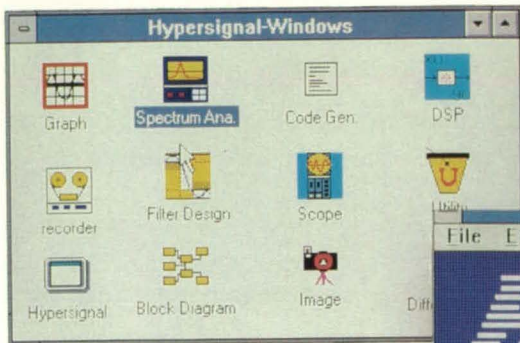 Hypersignal-Windows
Graph
Spectrum Ana.
Code Gen.
DSP
recorder
Filter Design
Scope
File E
Hypersignal
Block Diagram
Image